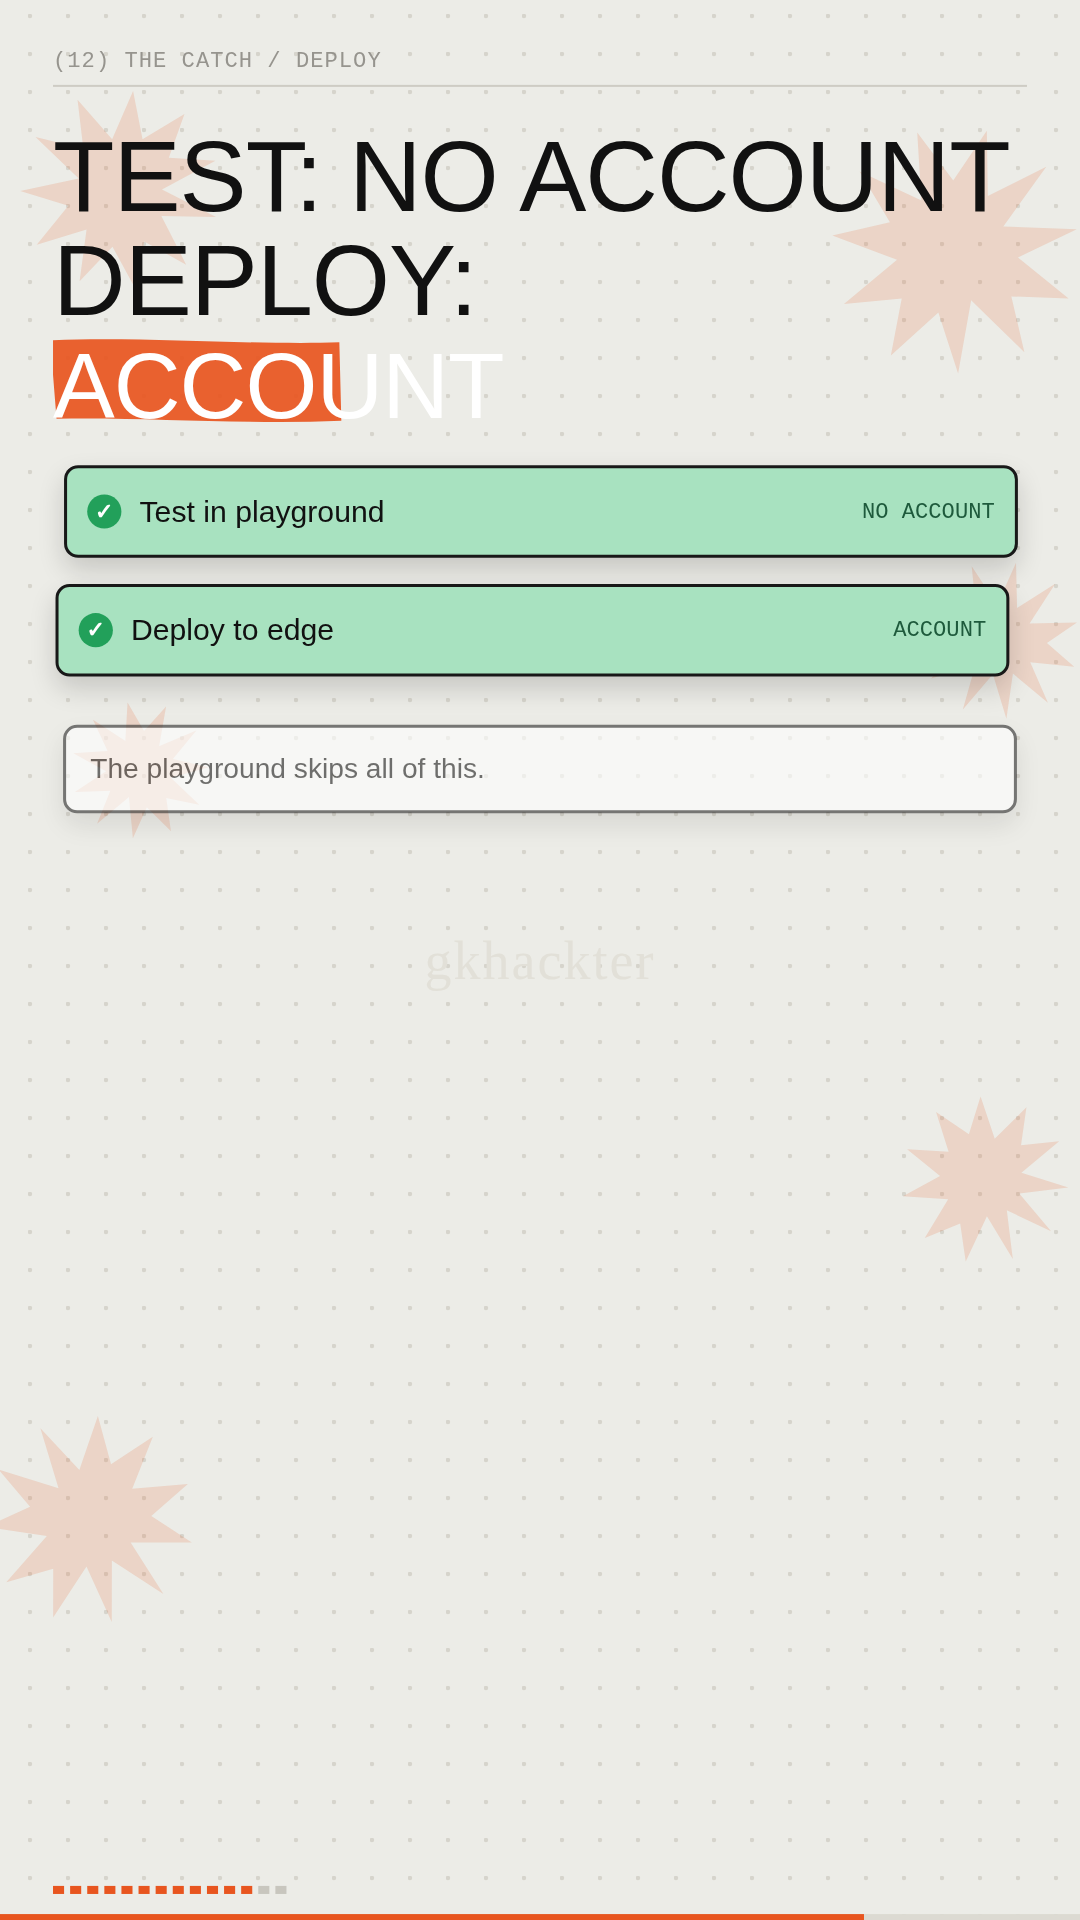 (12) THE CATCH / DEPLOY
TEST: NO ACCOUNT
DEPLOY:
ACCOUNT
✓ Test in playground NO ACCOUNT
✓ Deploy to edge ACCOUNT
The playground skips all of this.
gkhackter